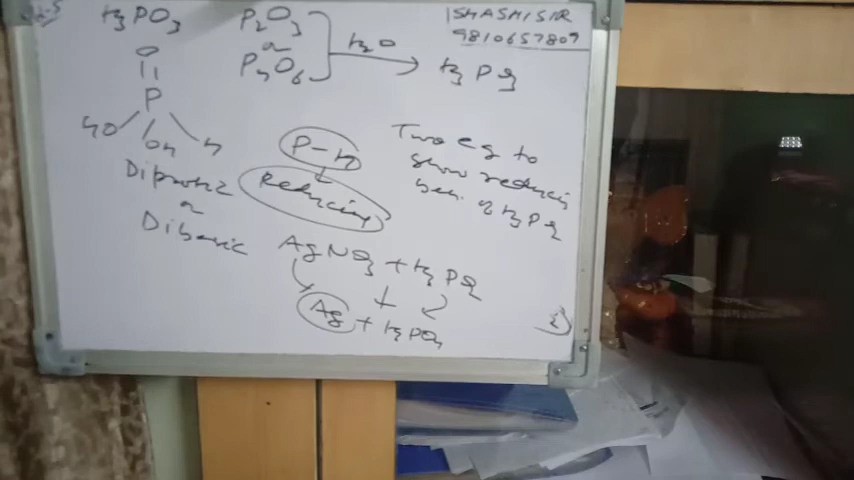 H3PO3
P2O3
or
P4O6
H2O
H3PO3
SHASHI SIR
9810657809
O
P
HO
OH
H
Diprotic
or
Dibasic
P-H
Reducing
Two eg to
show reducing
beh. of H3PO3
AgNO3 + H3PO3
Ag + H3PO4